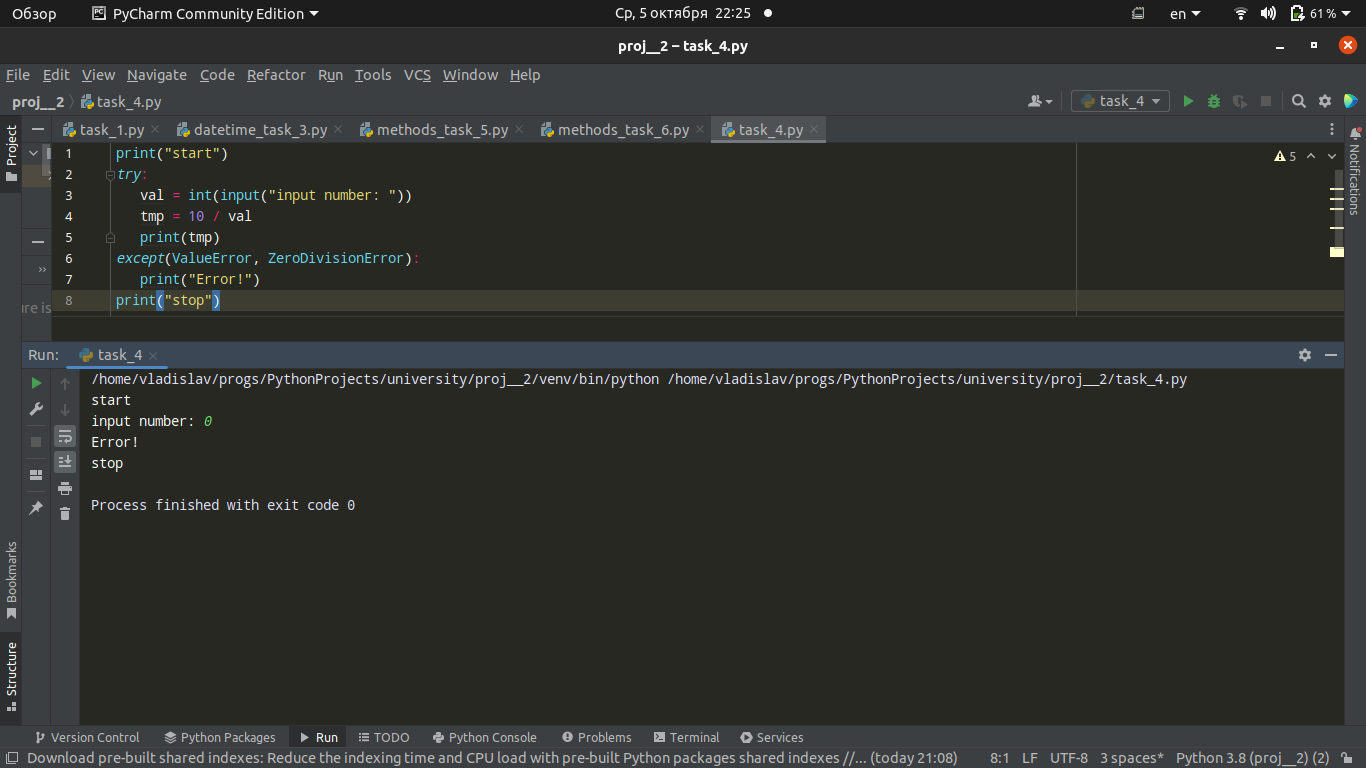 Обзор PyCharm Community Edition Ср, 5 октября 22:25 en 61 %
proj__2 – task_4.py
File Edit View Navigate Code Refactor Run Tools VCS Window Help
proj__2 task_4.py task_4
Project
task_1.py datetime_task_3.py methods_task_5.py methods_task_6.py task_4.py
Notifications
1 print("start") 5
2 try:
3 val = int(input("input number: "))
4 tmp = 10 / val
5 print(tmp)
6 except(ValueError, ZeroDivisionError):
7 print("Error!")
8 print("stop")
ire is
Run: task_4
/home/vladislav/progs/PythonProjects/university/proj__2/venv/bin/python /home/vladislav/progs/PythonProjects/university/proj__2/task_4.py
start
input number: 0
Error!
stop
Process finished with exit code 0
Bookmarks
Structure
Version Control Python Packages Run TODO Python Console Problems Terminal Services
Download pre-built shared indexes: Reduce the indexing time and CPU load with pre-built Python packages shared indexes //... (today 21:08) 8:1 LF UTF-8 3 spaces* Python 3.8 (proj__2) (2)